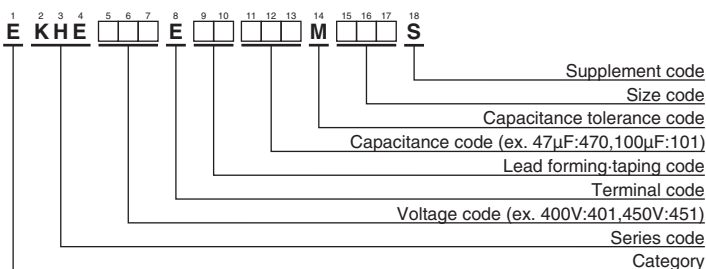 1 2 3 4 5 6 7 8 9 10 11 12 13 14 15 16 17 18
E KHE □□□ E □□ □□□ M □□□ S
Supplement code
Size code
Capacitance tolerance code
Capacitance code (ex. 47μF:470,100μF:101)
Lead forming·taping code
Terminal code
Voltage code (ex. 400V:401,450V:451)
Series code
Category